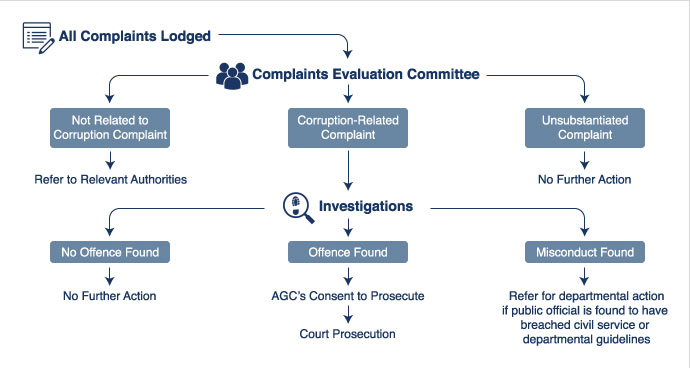 All Complaints Lodged
Complaints Evaluation Committee
Not Related to
Corruption Complaint
Corruption-Related
Complaint
Unsubstantiated
Complaint
Refer to Relevant Authorities
No Further Action
Investigations
No Offence Found
Offence Found
Misconduct Found
No Further Action
AGC's Consent to Prosecute
Court Prosecution
Refer for departmental action
if public official is found to have
breached civil service or
departmental guidelines